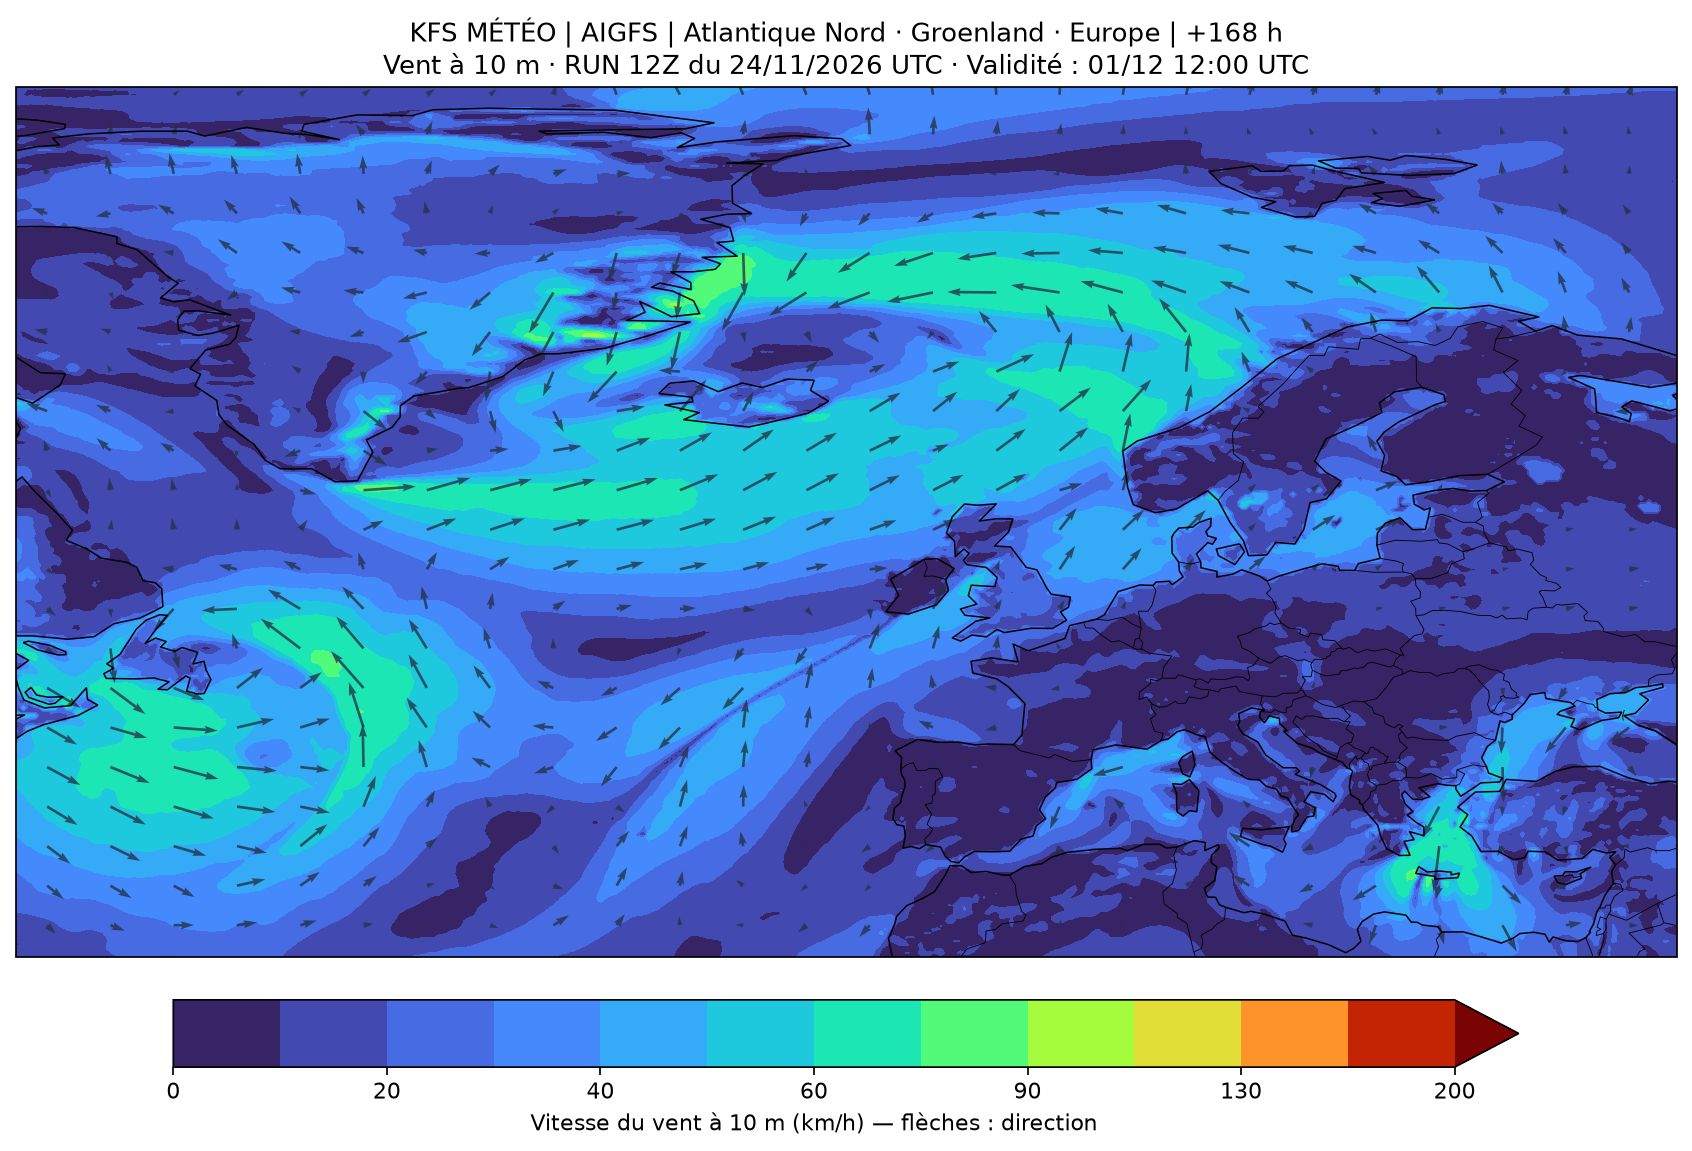 KFS MÉTÉO | AIGFS | Atlantique Nord · Groenland · Europe | +168 h
Vent à 10 m · RUN 12Z du 24/11/2026 UTC · Validité : 01/12 12:00 UTC
0 20 40 60 90 130 200
Vitesse du vent à 10 m (km/h) — flèches : direction